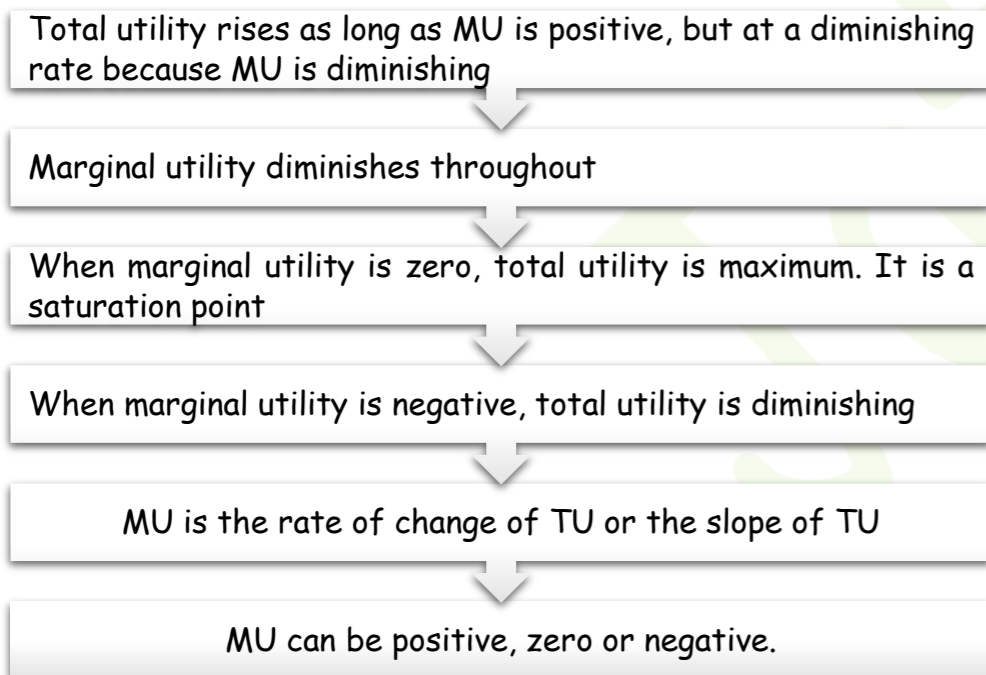 Total utility rises as long as MU is positive, but at a diminishing
rate because MU is diminishing
Marginal utility diminishes throughout
When marginal utility is zero, total utility is maximum. It is a
saturation point
When marginal utility is negative, total utility is diminishing
MU is the rate of change of TU or the slope of TU
MU can be positive, zero or negative.